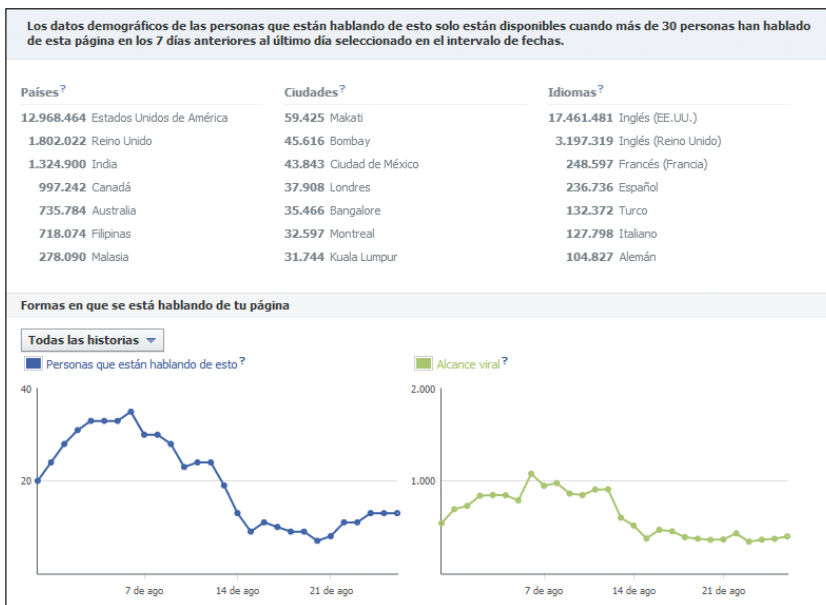 Los datos demográficos de las personas que están hablando de esto solo están disponibles cuando más de 30 personas han hablado
de esta página en los 7 días anteriores al último día seleccionado en el intervalo de fechas.
Países?
12.968.464 Estados Unidos de América
1.802.022 Reino Unido
1.324.900 India
997.242 Canadá
735.784 Australia
718.074 Filipinas
278.090 Malasia
Ciudades?
59.425 Makati
45.616 Bombay
43.843 Ciudad de México
37.908 Londres
35.466 Bangalore
32.597 Montreal
31.744 Kuala Lumpur
Idiomas?
17.461.481 Inglés (EE.UU.)
3.197.319 Inglés (Reino Unido)
248.597 Francés (Francia)
236.736 Español
132.372 Turco
127.798 Italiano
104.827 Alemán
Formas en que se está hablando de tu página
Todas las historias
Personas que están hablando de esto?
40
20
7 de ago 14 de ago 21 de ago
Alcance viral?
2.000
1.000
7 de ago 14 de ago 21 de ago